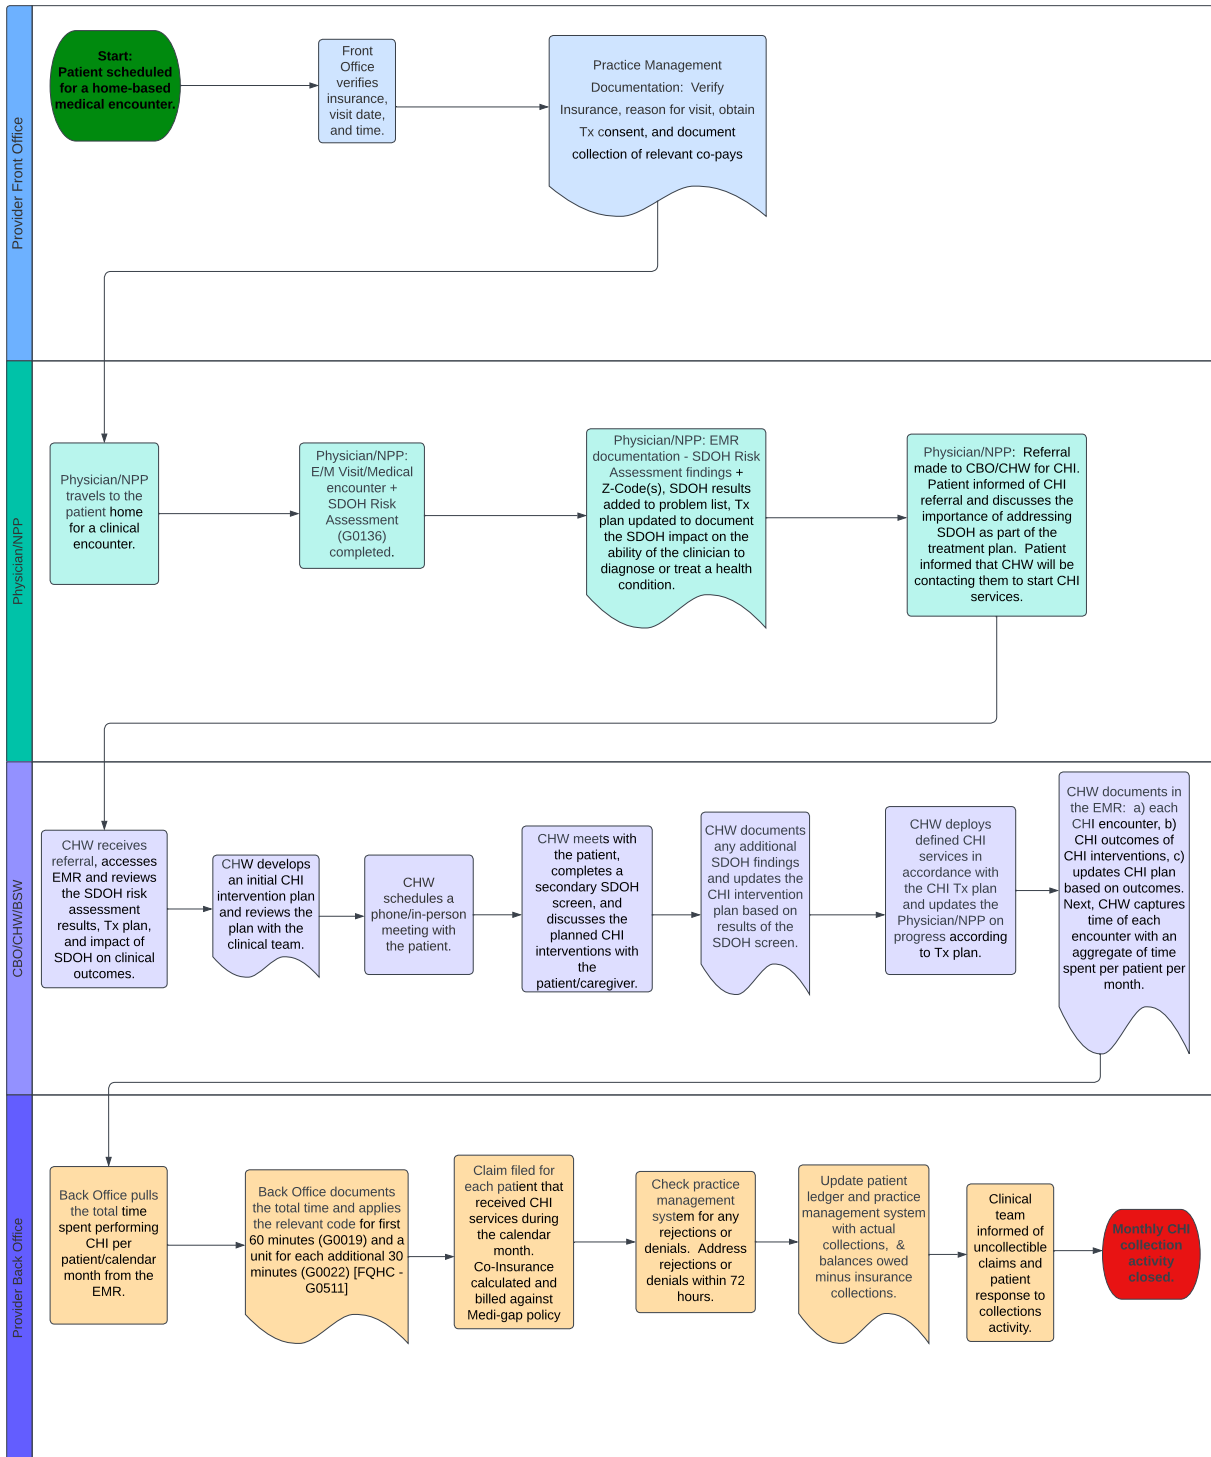 Provider Front Office
Start:
Patient scheduled
for a home-based
medical encounter.
Front
Office
verifies
insurance,
visit date,
and time.
Practice Management
Documentation:  Verify
Insurance, reason for visit, obtain
Tx consent, and document
collection of relevant co-pays
Physician/NPP
Physician/NPP
travels to the
patient home
for a clinical
encounter.
Physician/NPP:
E/M Visit/Medical
encounter +
SDOH Risk
Assessment
(G0136)
completed.
Physician/NPP: EMR
documentation - SDOH Risk
Assessment findings +
Z-Code(s), SDOH results
added to problem list, Tx
plan updated to document
the SDOH impact on the
ability of the clinician to
diagnose or treat a health
condition.
Physician/NPP:  Referral
made to CBO/CHW for CHI.
Patient informed of CHI
referral and discusses the
importance of addressing
SDOH as part of the
treatment plan.  Patient
informed that CHW will be
contacting them to start CHI
services.
CBO/CHW/BSW
CHW receives
referral, accesses
EMR and reviews
the SDOH risk
assessment
results, Tx plan,
and impact of
SDOH on clinical
outcomes.
CHW develops
an initial CHI
intervention plan
and reviews the
plan with the
clinical team.
CHW
schedules a
phone/in-person
meeting with
the patient.
CHW meets with
the patient,
completes a
secondary SDOH
screen, and
discusses the
planned CHI
interventions with
the
patient/caregiver.
CHW documents
any additional
SDOH findings
and updates the
CHI intervention
plan based on
results of the
SDOH screen.
CHW deploys
defined CHI
services in
accordance with
the CHI Tx plan
and updates the
Physician/NPP on
progress according
to Tx plan.
CHW documents in
the EMR:  a) each
CHI encounter, b)
CHI outcomes of
CHI interventions, c)
updates CHI plan
based on outcomes.
Next, CHW captures
time of each
encounter with an
aggregate of time
spent per patient per
month.
Provider Back Office
Back Office pulls
the total time
spent performing
CHI per
patient/calendar
month from the
EMR.
Back Office documents
the total time and applies
the relevant code for first
60 minutes (G0019) and a
unit for each additional 30
minutes (G0022) [FQHC -
G0511]
Claim filed for
each patient that
received CHI
services during
the calendar
month.
Co-Insurance
calculated and
billed against
Medi-gap policy
Check practice
management
system for any
rejections or
denials.  Address
rejections or
denials within 72
hours.
Update patient
ledger and practice
management system
with actual
collections,  &
balances owed
minus insurance
collections.
Clinical
team
informed of
uncollectible
claims and
patient
response to
collections
activity.
Monthly CHI
collection
activity
closed.